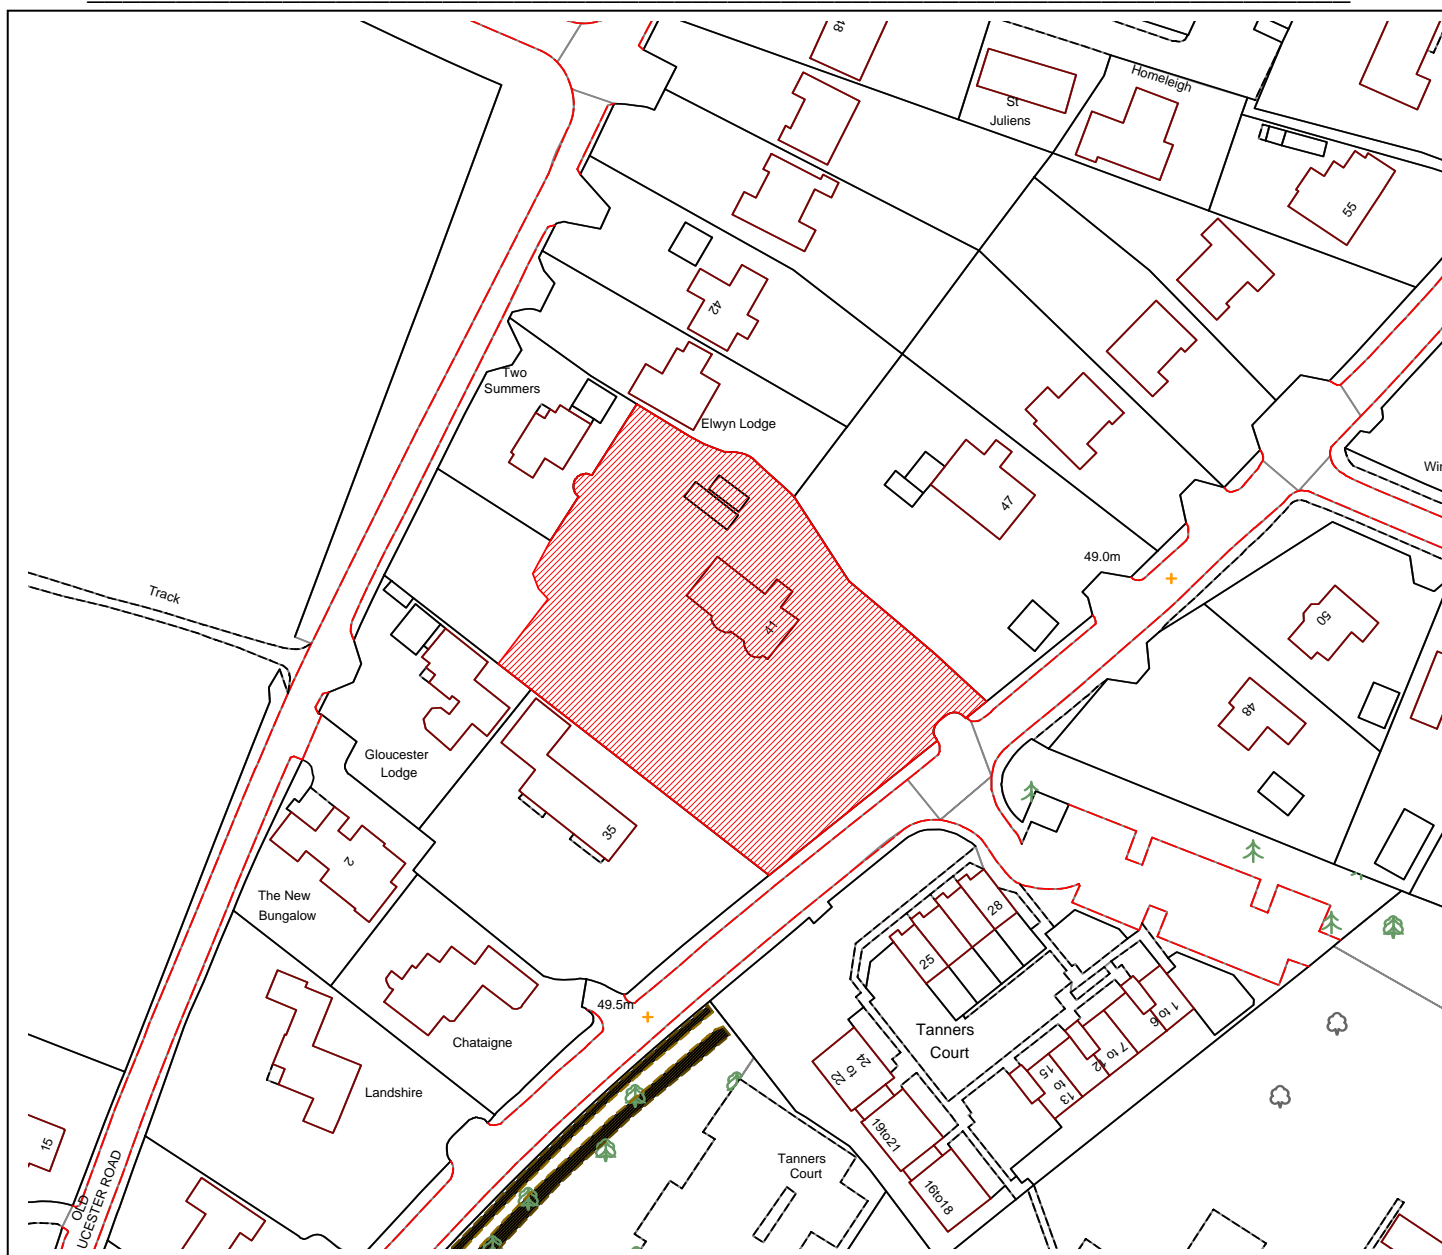 18
Homeleigh
St
Juliens
55
42
Two
Summers
Elwyn Lodge
47
49.0m
Track
50
41
48
Gloucester
Lodge
35
2
The New
Bungalow
28
25
49.5m
Chataigne
Tanners
Court
1 to 6
7 to 12
22
to
24
15
to
13
Landshire
19to21
15
Tanners
Court
16to18
OLD
UCESTER ROAD